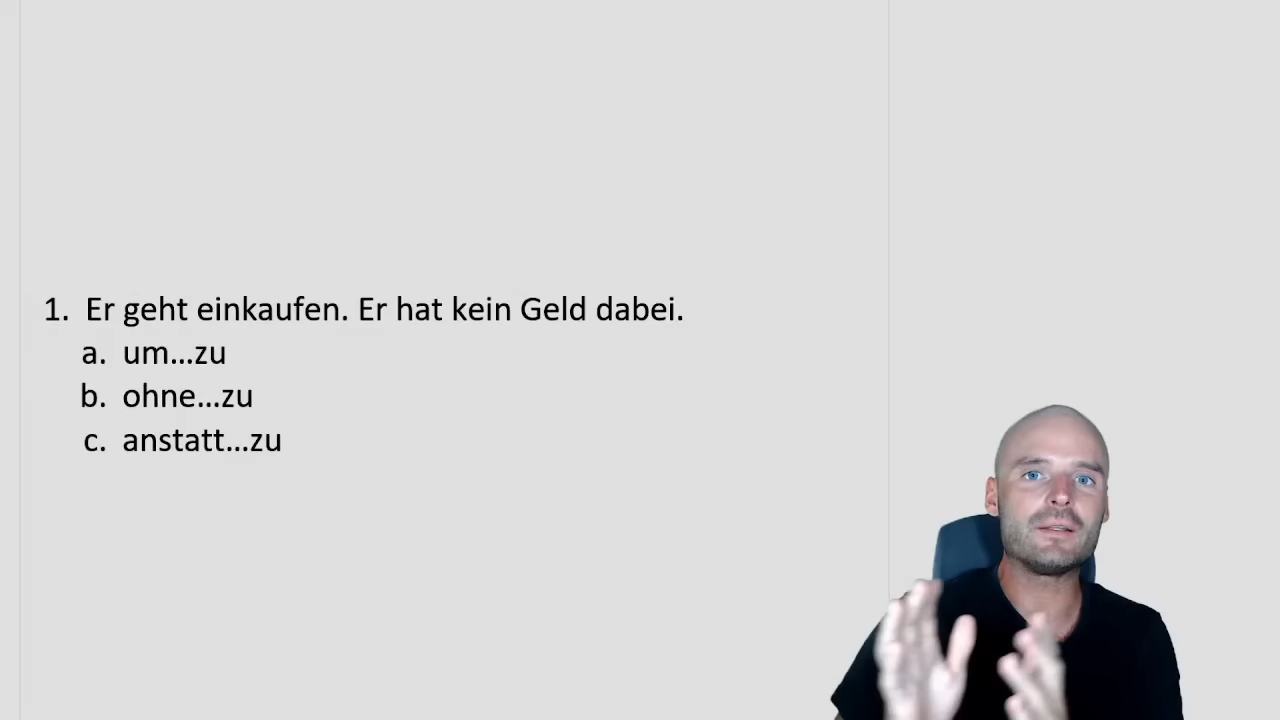 1. Er geht einkaufen. Er hat kein Geld dabei.
a. um...zu
b. ohne...zu
c. anstatt...zu